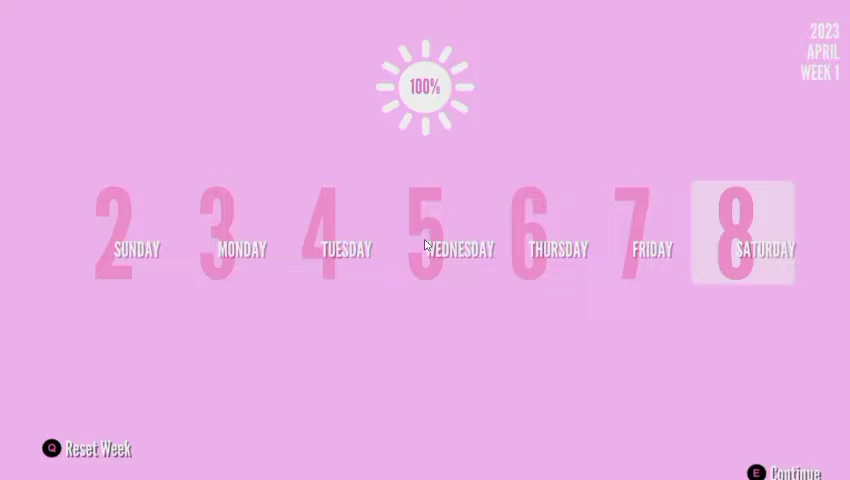 2023
APRIL
WEEK 1
100%
2 3 4 5 6 7 8
SUNDAY MONDAY TUESDAY WEDNESDAY THURSDAY FRIDAY SATURDAY
Q Reset Week
E Continue